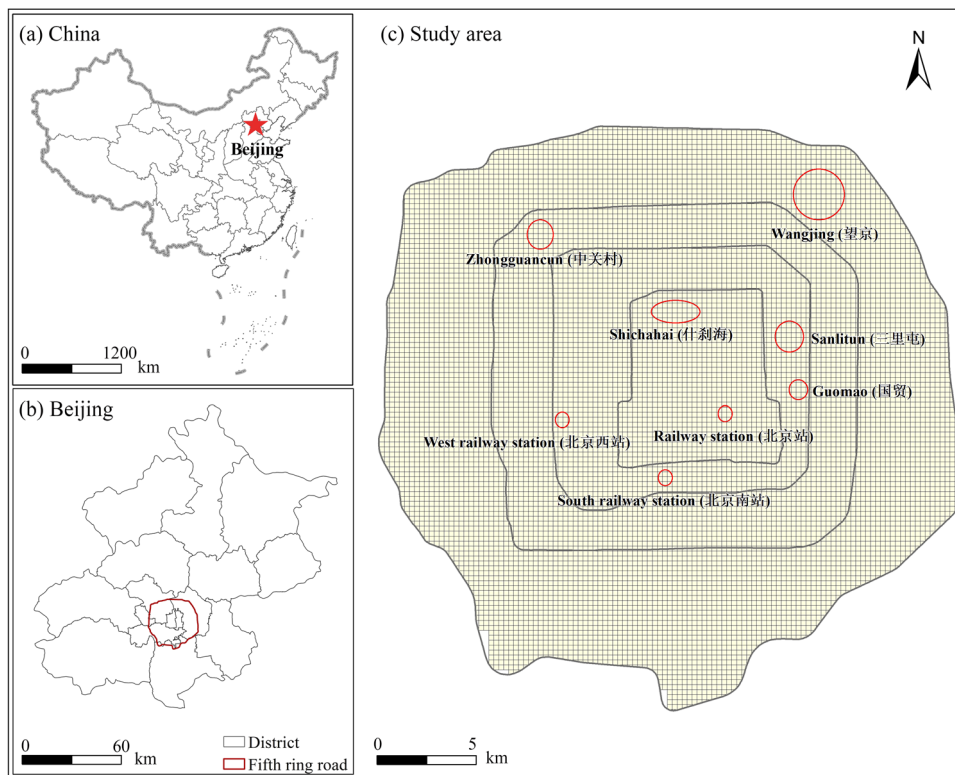 (a) China
Beijing
0 1200
km
(b) Beijing
0 60
km
District
Fifth ring road
(c) Study area
N
Wangjing (望京)
Zhongguancun (中关村)
Shichahai (什刹海)
Sanlitun (三里屯)
Guomao (国贸)
West railway station (北京西站)
Railway station (北京站)
South railway station (北京南站)
0 5
km